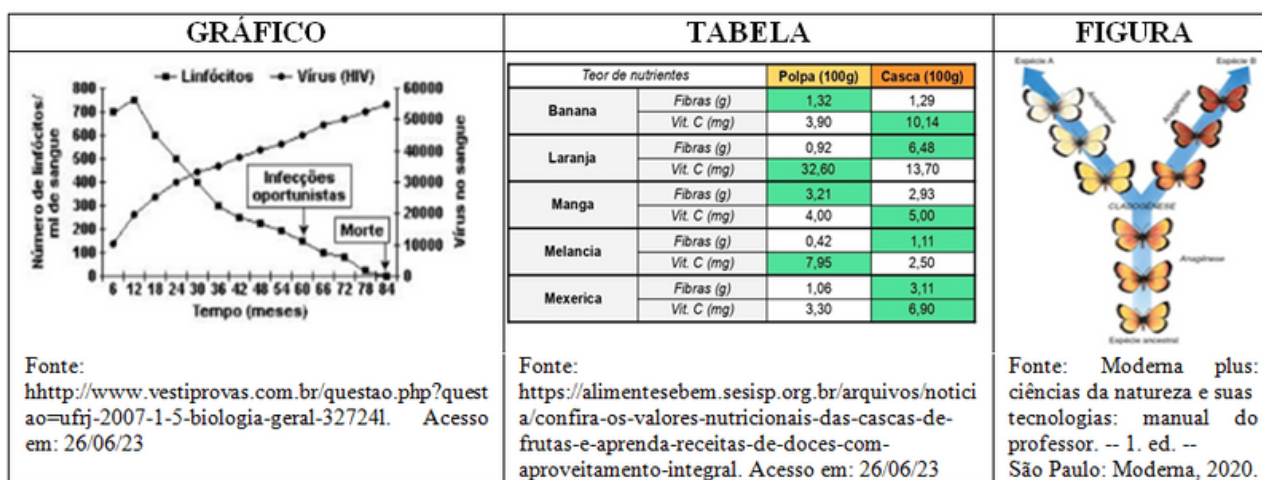 GRÁFICO
TABELA
FIGURA
Linfócitos Vírus (HIV)
Número de linfócitos/
ml de sangue
800
700
600
500
400
300
200
100
0
60000
50000
40000
30000
20000
10000
0
Vírus no sangue
Infecções
oportunistas
Morte
6 12 18 24 30 36 42 48 54 60 66 72 78 84
Tempo (meses)
Teor de nutrientes Polpa (100g) Casca (100g)
Banana Fibras (g) 1,32 1,29
Vit. C (mg) 3,90 10,14
Laranja Fibras (g) 0,92 6,48
Vit. C (mg) 32,60 13,70
Manga Fibras (g) 3,21 2,93
Vit. C (mg) 4,00 5,00
Melancia Fibras (g) 0,42 1,11
Vit. C (mg) 7,95 2,50
Mexerica Fibras (g) 1,06 3,11
Vit. C (mg) 3,30 6,90
Espécie A
Espécie B
Anagênese
Anagênese
CLADOGÊNESE
Anagênese
Espécie ancestral
Fonte:
hhttp://www.vestiprovas.com.br/questao.php?quest
ao=ufrj-2007-1-5-biologia-geral-327241. Acesso
em: 26/06/23
Fonte:
https://alimentesebem.sesisp.org.br/arquivos/notici
a/confira-os-valores-nutricionais-das-cascas-de-
frutas-e-aprenda-receitas-de-doces-com-
aproveitamento-integral. Acesso em: 26/06/23
Fonte: Moderna plus:
ciências da natureza e suas
tecnologias: manual do
professor. -- 1. ed. --
São Paulo: Moderna, 2020.